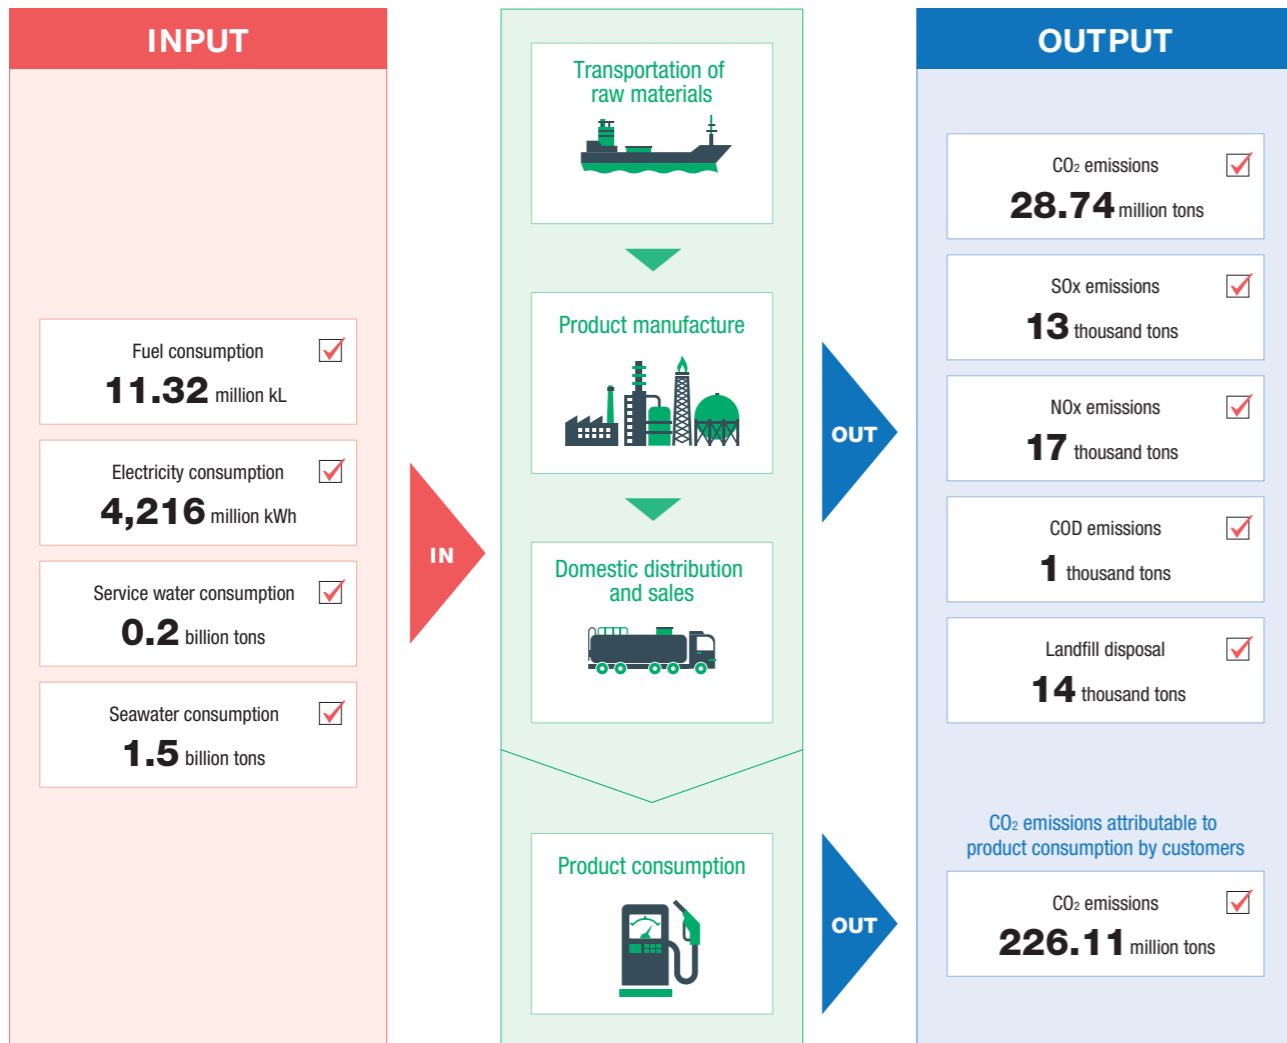 INPUT
Fuel consumption
11.32 million kL
Electricity consumption
4,216 million kWh
Service water consumption
0.2 billion tons
Seawater consumption
1.5 billion tons
IN
Transportation of
raw materials
Product manufacture
Domestic distribution
and sales
Product consumption
OUT
OUT
OUTPUT
CO₂ emissions
28.74 million tons
SOx emissions
13 thousand tons
NOx emissions
17 thousand tons
COD emissions
1 thousand tons
Landfill disposal
14 thousand tons
CO₂ emissions attributable to
product consumption by customers
CO₂ emissions
226.11 million tons